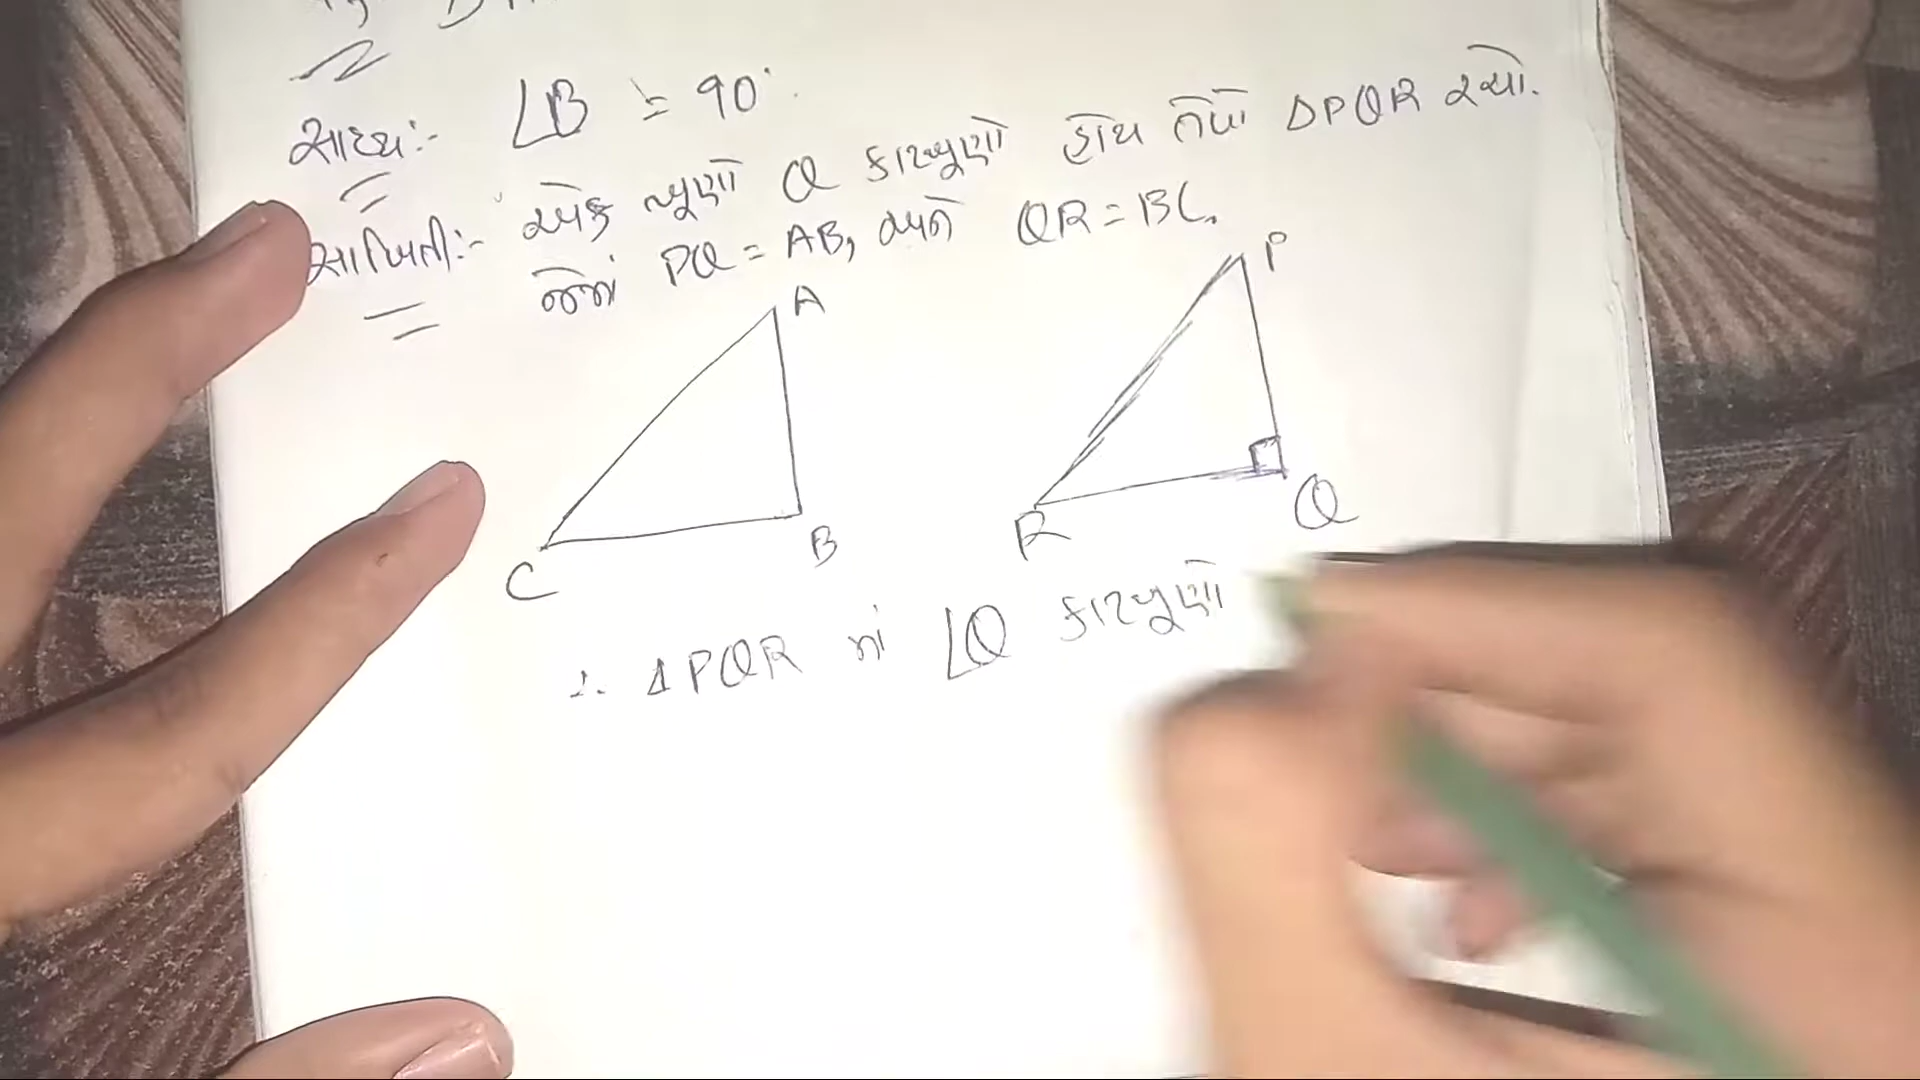 સાધ્ય:- ∠B = 90°
સાબિતી:- એક ખૂણો Q કાટખૂણો હોય તેવો ΔPQR રચો.
જેમાં PQ = AB, અને QR = BC.
A
P
C
B
R
Q
∴ ΔPQR માં ∠Q કાટખૂણો